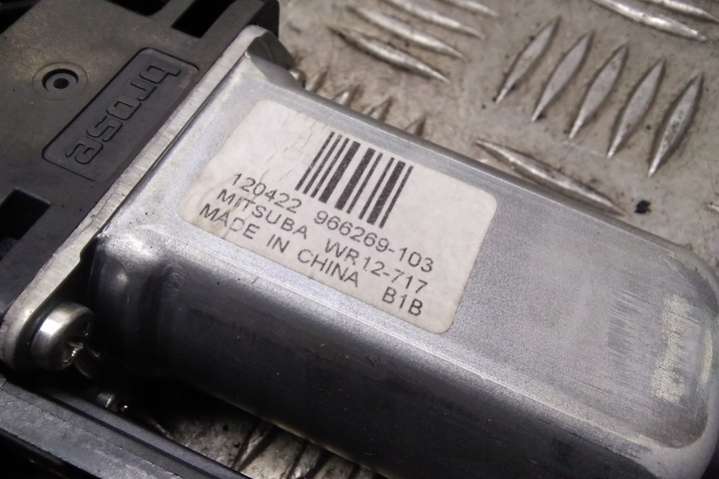 brose
120422 966269-103
MITSUBA WR12-717
MADE IN CHINA B1B